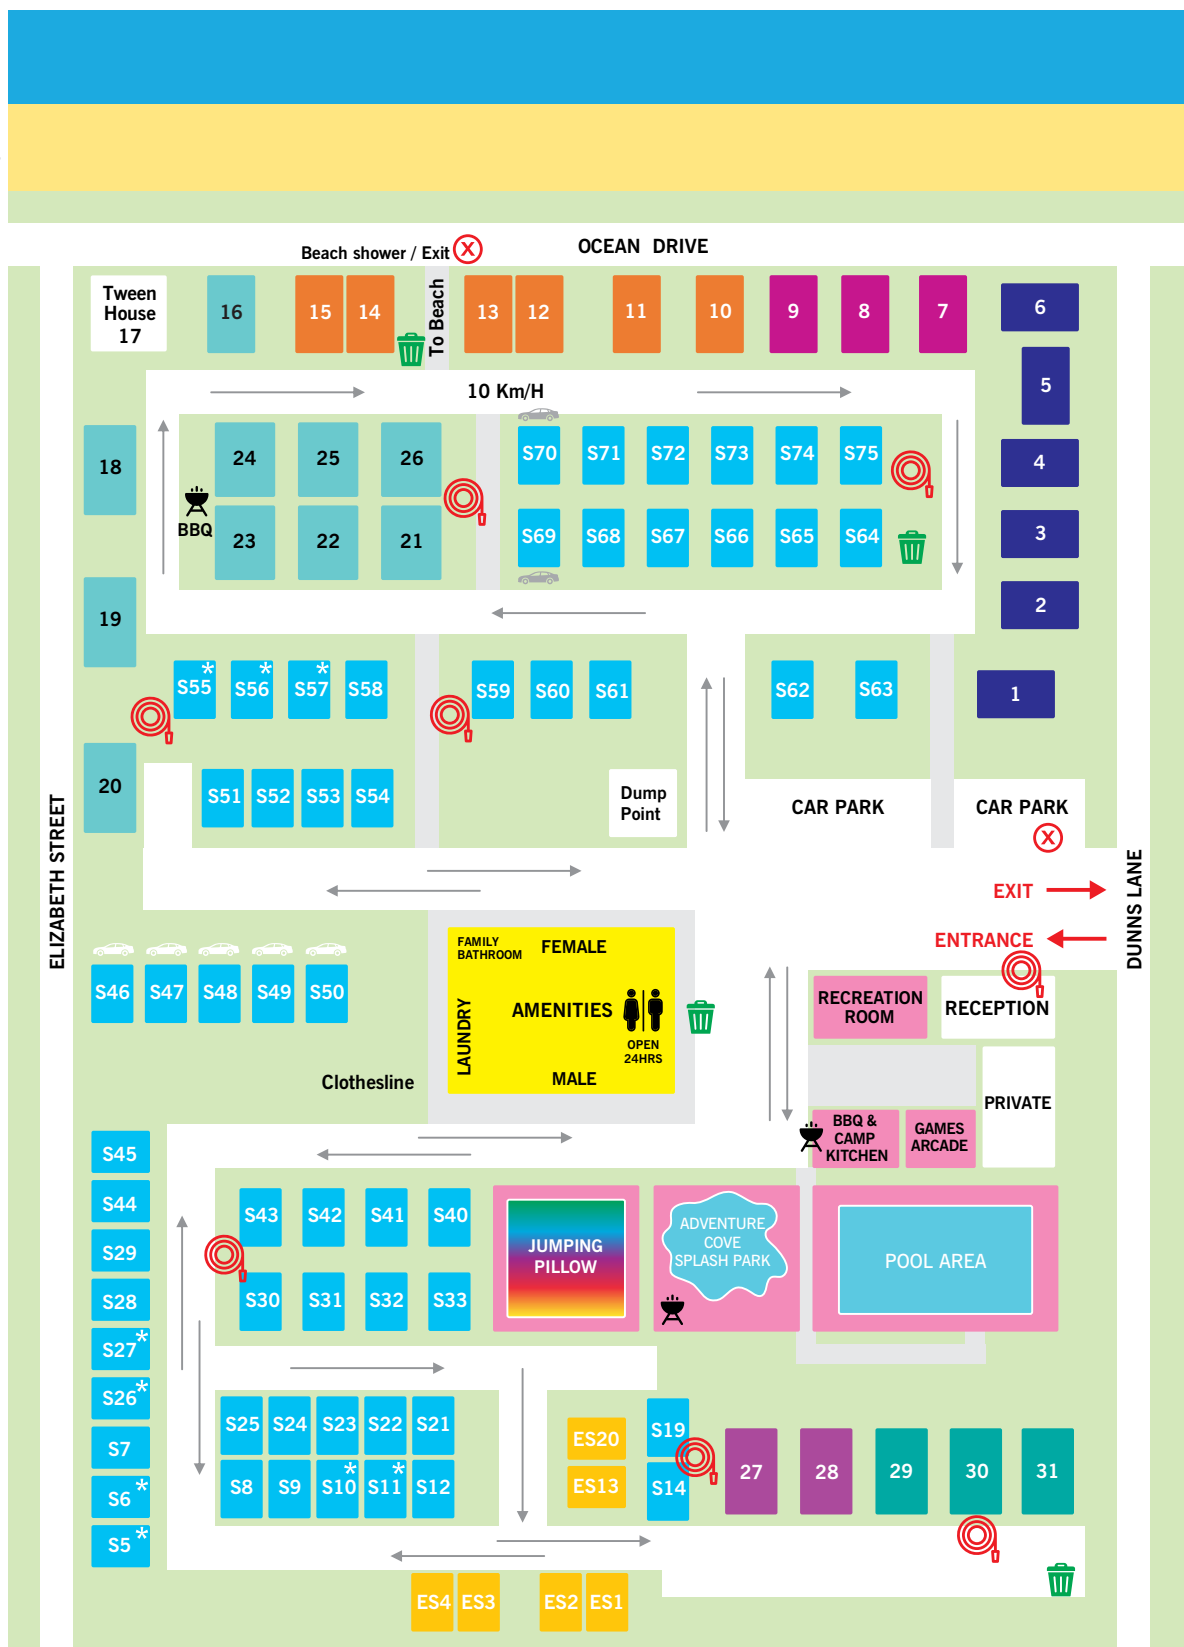 OCEAN DRIVE
Beach shower / Exit X
Tween
House
17
16
15
14
To Beach
13
12
11
10
9
8
7
6
5
10 Km/H
18
24
25
26
S70
S71
S72
S73
S74
S75
4
BBQ
23
22
21
S69
S68
S67
S66
S65
S64
3
2
19
S55*
S56*
S57*
S58
S59
S60
S61
S62
S63
1
20
S51
S52
S53
S54
Dump
Point
CAR PARK
CAR PARK
X
ELIZABETH STREET
DUNNS LANE
EXIT
ENTRANCE
FAMILY
BATHROOM
FEMALE
LAUNDRY
AMENITIES
OPEN
24HRS
MALE
S46
S47
S48
S49
S50
RECREATION
ROOM
RECEPTION
Clothesline
PRIVATE
BBQ &
CAMP
KITCHEN
GAMES
ARCADE
S45
S44
S29
S28
S27*
S26*
S7
S6*
S5*
S43
S42
S41
S40
S30
S31
S32
S33
JUMPING
PILLOW
ADVENTURE
COVE
SPLASH PARK
POOL AREA
S25
S24
S23
S22
S21
S8
S9
S10*
S11*
S12
ES20
ES13
S19
S14
27
28
29
30
31
ES4
ES3
ES2
ES1